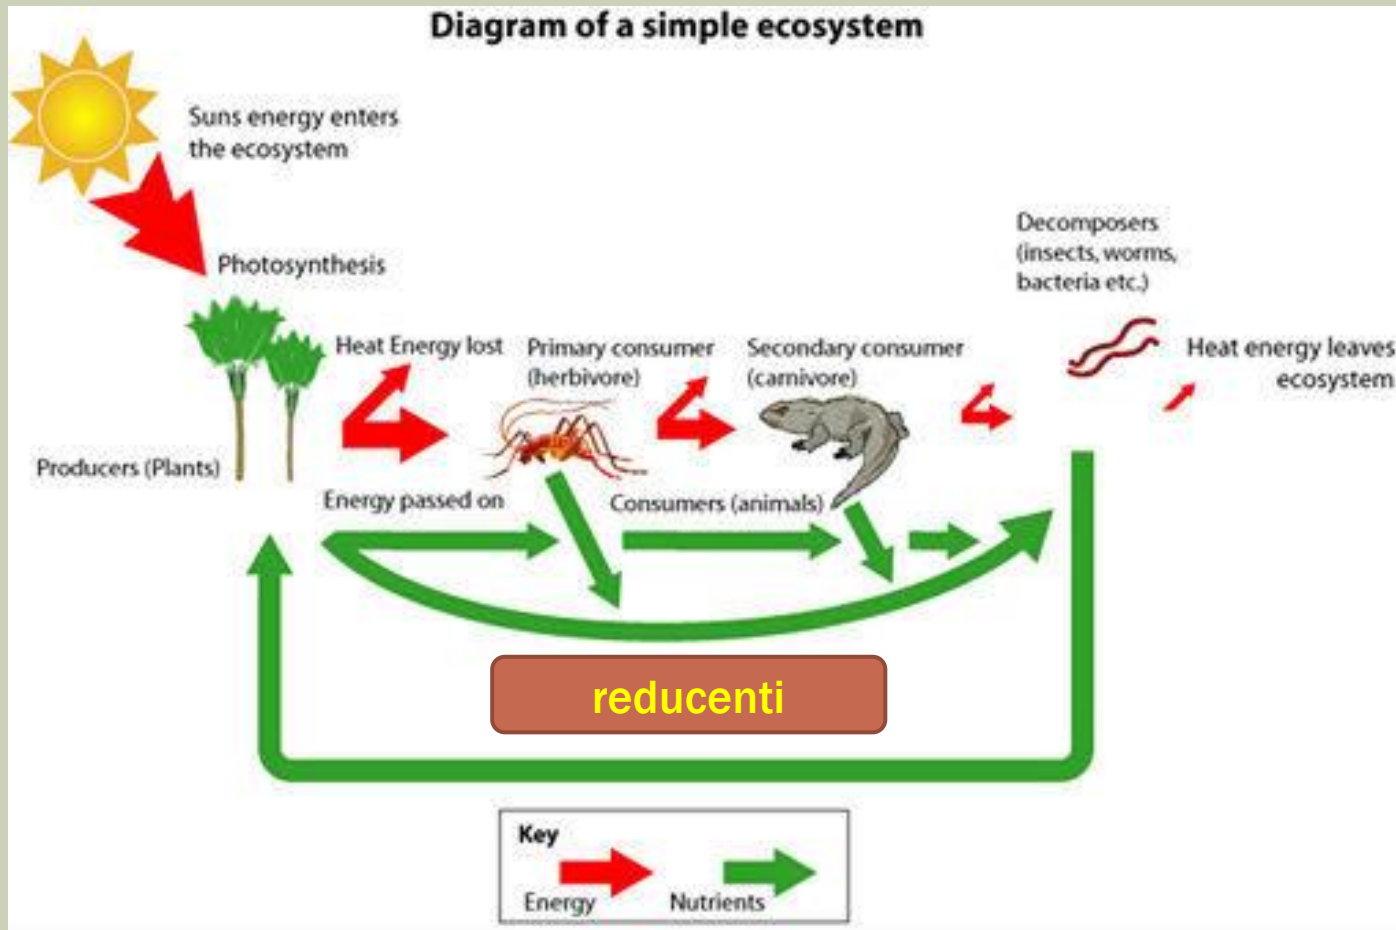 Diagram of a simple ecosystem
Suns energy enters
the ecosystem
Photosynthesis
Decomposers
(insects, worms,
bacteria etc.)
Heat Energy lost
Primary consumer
(herbivore)
Secondary consumer
(carnivore)
Heat energy leaves
ecosystem
Producers (Plants)
Energy passed on
Consumers (animals)
reducenti
Key
Energy
Nutrients